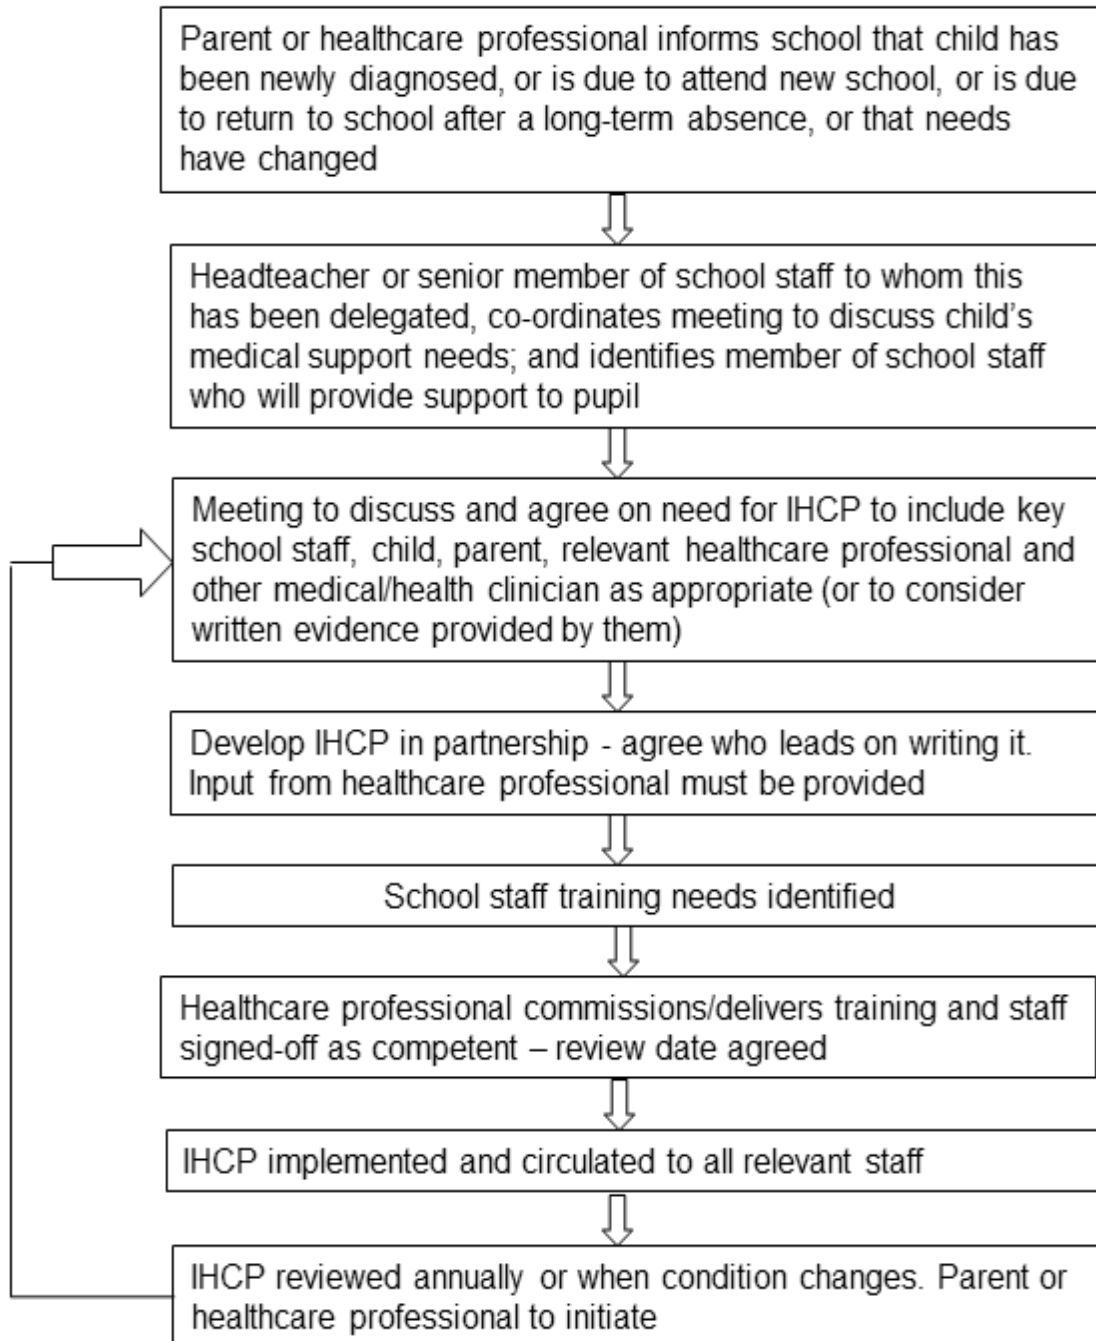 Parent or healthcare professional informs school that child has
been newly diagnosed, or is due to attend new school, or is due
to return to school after a long-term absence, or that needs
have changed
Headteacher or senior member of school staff to whom this
has been delegated, co-ordinates meeting to discuss child’s
medical support needs; and identifies member of school staff
who will provide support to pupil
Meeting to discuss and agree on need for IHCP to include key
school staff, child, parent, relevant healthcare professional and
other medical/health clinician as appropriate (or to consider
written evidence provided by them)
Develop IHCP in partnership - agree who leads on writing it.
Input from healthcare professional must be provided
School staff training needs identified
Healthcare professional commissions/delivers training and staff
signed-off as competent – review date agreed
IHCP implemented and circulated to all relevant staff
IHCP reviewed annually or when condition changes. Parent or
healthcare professional to initiate